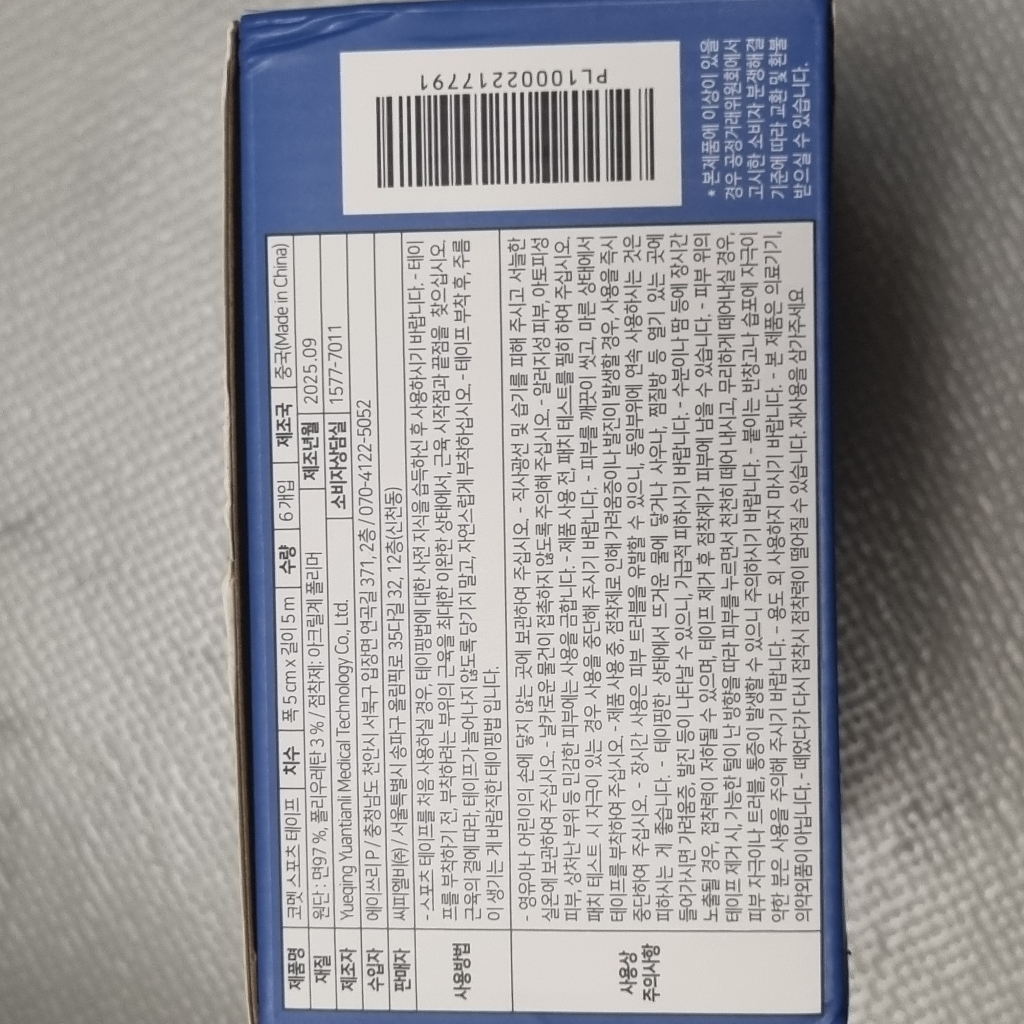 제품명 코멧 스포츠 테이프 치수 폭 5 cm x 길이 5 m 수량 6 개입 제조국 중국(Made in China)
재질 원단 : 면97 %, 폴리우레탄 3 % / 점착제: 아크릴계 폴리머 제조년월 2025.09
제조자 Yueqing Yuantianli Medical Technology Co., Ltd. 소비자상담실 1577-7011
수입자 에이쓰리 P / 충청남도 천안시 서북구 입장면 연곡길 371, 2층 / 070-4122-5052
판매자 씨피엘비(주) / 서울특별시 송파구 올림픽로 35다길 32, 12층(신천동)
사용방법
- 스포츠 테이프를 처음 사용하실 경우, 테이핑법에 대한 사전 지식을 습득하신 후 사용하시기 바랍니다. - 테이
프를 부착하기 전, 부착하려는 부위의 근육을 최대한 이완한 상태에서, 근육 시작점과 끝점을 찾으십시오.
근육의 결에 따라, 테이프가 늘어나지 않도록 당기지 말고, 자연스럽게 부착하십시오. - 테이프 부착 후, 주름
이 생기는 게 바람직한 테이핑법 입니다.
사용상
주의사항
- 영유아나 어린이의 손에 닿지 않는 곳에 보관하여 주십시오. - 직사광선 및 습기를 피해 주시고 서늘한
실온에 보관하여 주십시오. - 날카로운 물건이 접촉하지 않도록 주의해 주십시오. - 알러지성 피부, 아토피성
피부, 상처난 부위 등 민감한 피부에는 사용을 금합니다. - 제품 사용 전, 패치 테스트를 필히 하여 주십시오.
패치 테스트 시 자극이 있는 경우 사용을 중단해 주시기 바랍니다. - 피부를 깨끗이 씻고, 마른 상태에서
테이프를 부착하여 주십시오. - 제품 사용 중, 점착제로 인해 가려움증이나 발진이 발생할 경우, 사용을 즉시
중단하여 주십시오. - 장시간 사용은 피부 트러블을 유발할 수 있으니, 동일부위에 연속 사용하시는 것은
피하시는 게 좋습니다. - 테이핑한 상태에서 뜨거운 물에 닿거나 사우나, 찜질방 등 열기 있는 곳에
들어가시면 가려움증, 발진 등이 나타날 수 있으니, 가급적 피하시기 바랍니다. - 수분이나 땀 등에 장시간
노출될 경우, 접착력이 저하될 수 있으며, 테이프 제거 후 점착제가 피부에 남을 수 있습니다. - 피부 위의
테이프 제거 시, 가능한 털이 난 방향을 따라 피부를 누르면서 천천히 떼어 내시고, 무리하게 떼어내실 경우,
피부 자극이나 트러블, 통증이 발생할 수 있으니 주의하시기 바랍니다. - 붙이는 반창고나 습포에 자극이
약한 분은 사용을 주의해 주시기 바랍니다. - 용도 외 사용하지 마시기 바랍니다. - 본 제품은 의료기기,
의약외품이 아닙니다. - 떼었다가 다시 접착시 점착력이 떨어질 수 있습니다. 재사용을 삼가주세요
PL10002217791
* 본제품에 이상이 있을
경우 공정거래위원회에서
고시한 소비자 분쟁해결
기준에 따라 교환 및 환불
받으실 수 있습니다.